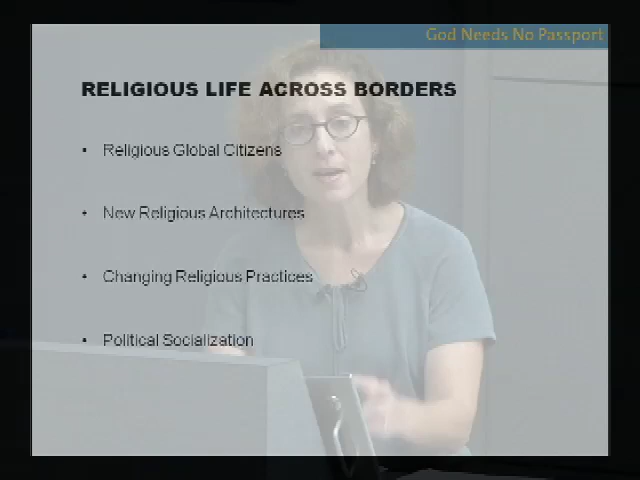 God Needs No Passport
RELIGIOUS LIFE ACROSS BORDERS
• Religious Global Citizens
• New Religious Architectures
• Changing Religious Practices
• Political Socialization